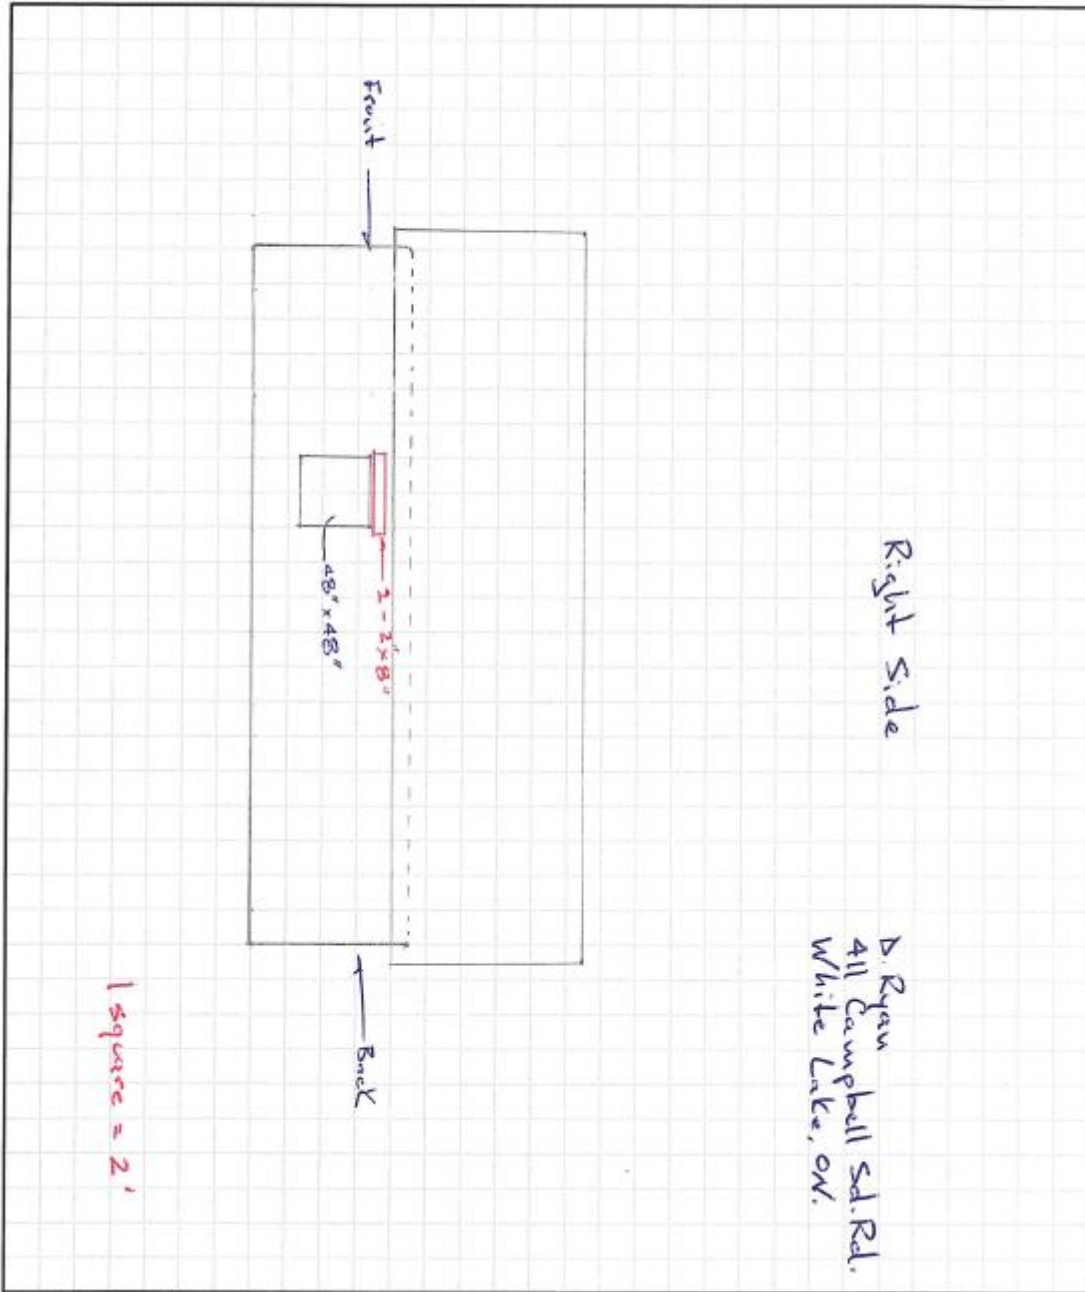 Right Side
D. Ryan
411 Campbell Sd. Rd.
White Lake, ON.
Front
2 - 2"x8"
48" x 48"
Back
1 square = 2'